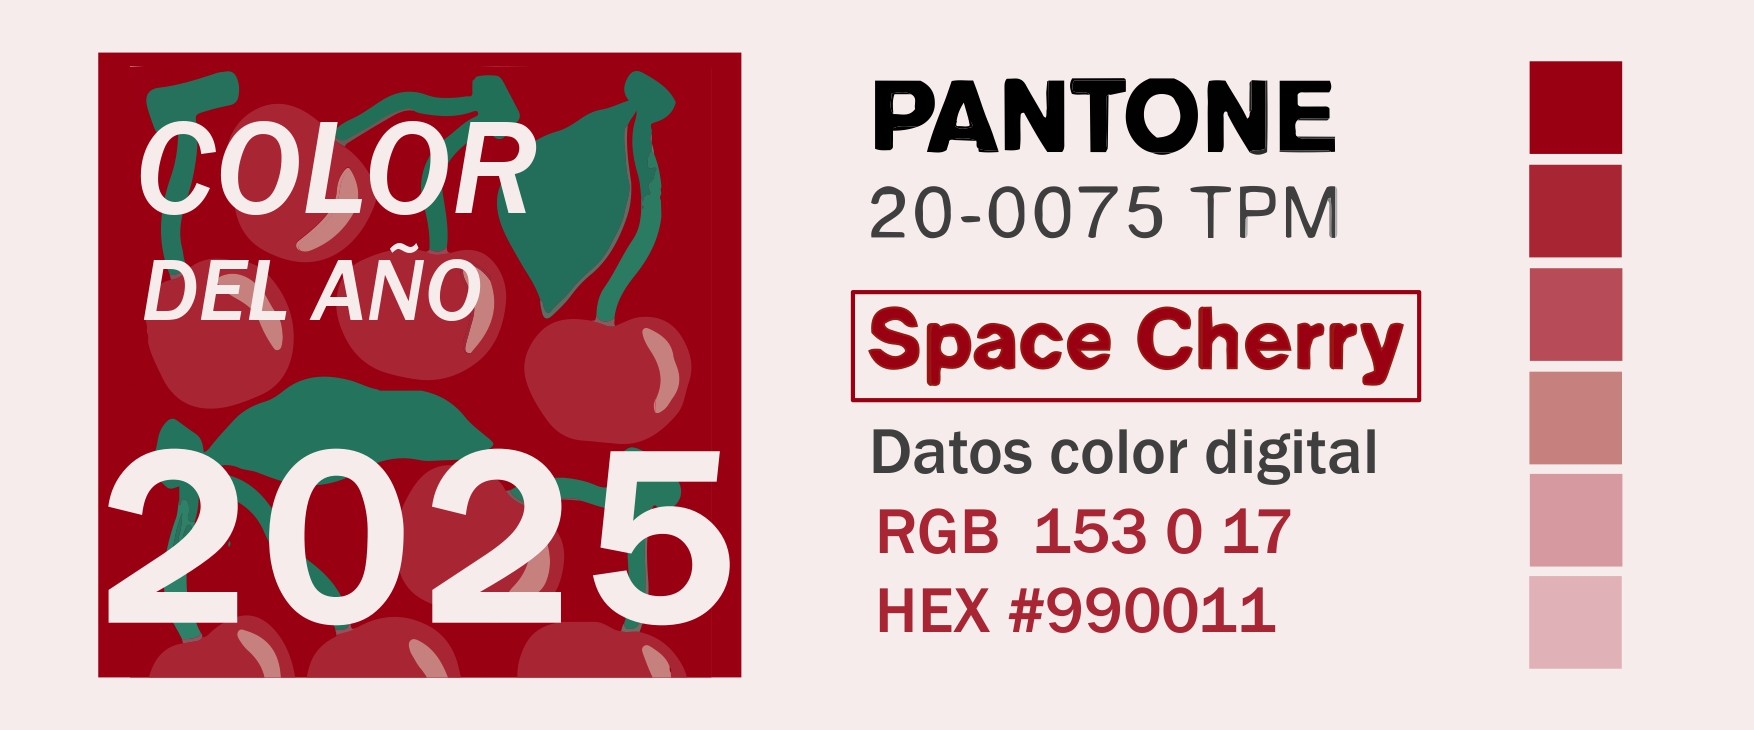 COLOR
DEL AÑO
2025
PANTONE
20-0075 TPM
Space Cherry
Datos color digital
RGB 153 0 17
HEX #990011